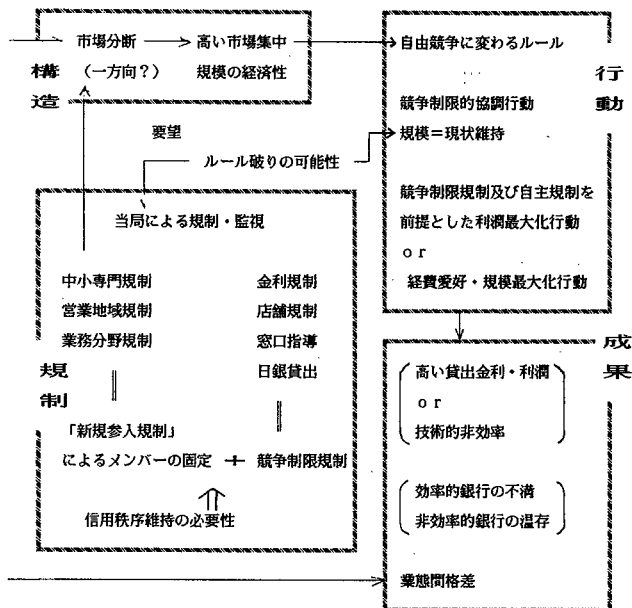 市場分断
高い市場集中
（一方向？）
規模の経済性
構造
自由競争に変わるルール
…
競争制限的協調行動
規模＝現状維持
競争制限規制及び自主規制を
前提とした利潤最大化行動
or
経費愛好・規模最大化行動
行動
要望
ルール破りの可能性
当局による規制・監視
中小専門規制
営業地域規制
業務分野規制
金利規制
店舗規制
窓口指導
日銀貸出
規制
「新規参入規制」
によるメンバーの固定 ＋ 競争制限規制
信用秩序維持の必要性
成果
高い貸出金利・利潤
or
技術的非効率
効率的銀行の不満
非効率的銀行の温存
業態間格差